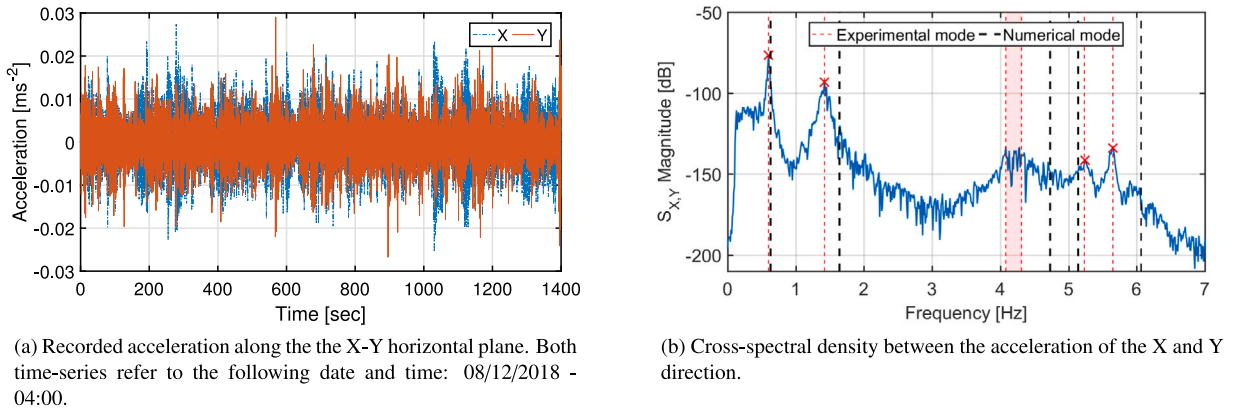 0.03
0.02
0.01
0
-0.01
-0.02
-0.03
Acceleration [ms-2]
X Y
0 200 400 600 800 1000 1200 1400
Time [sec]
(a) Recorded acceleration along the the X-Y horizontal plane. Both
time-series refer to the following date and time: 08/12/2018 -
04:00.
-50
-100
-150
-200
SX,Y Magnitude [dB]
Experimental mode Numerical mode
0 1 2 3 4 5 6 7
Frequency [Hz]
(b) Cross-spectral density between the acceleration of the X and Y
direction.